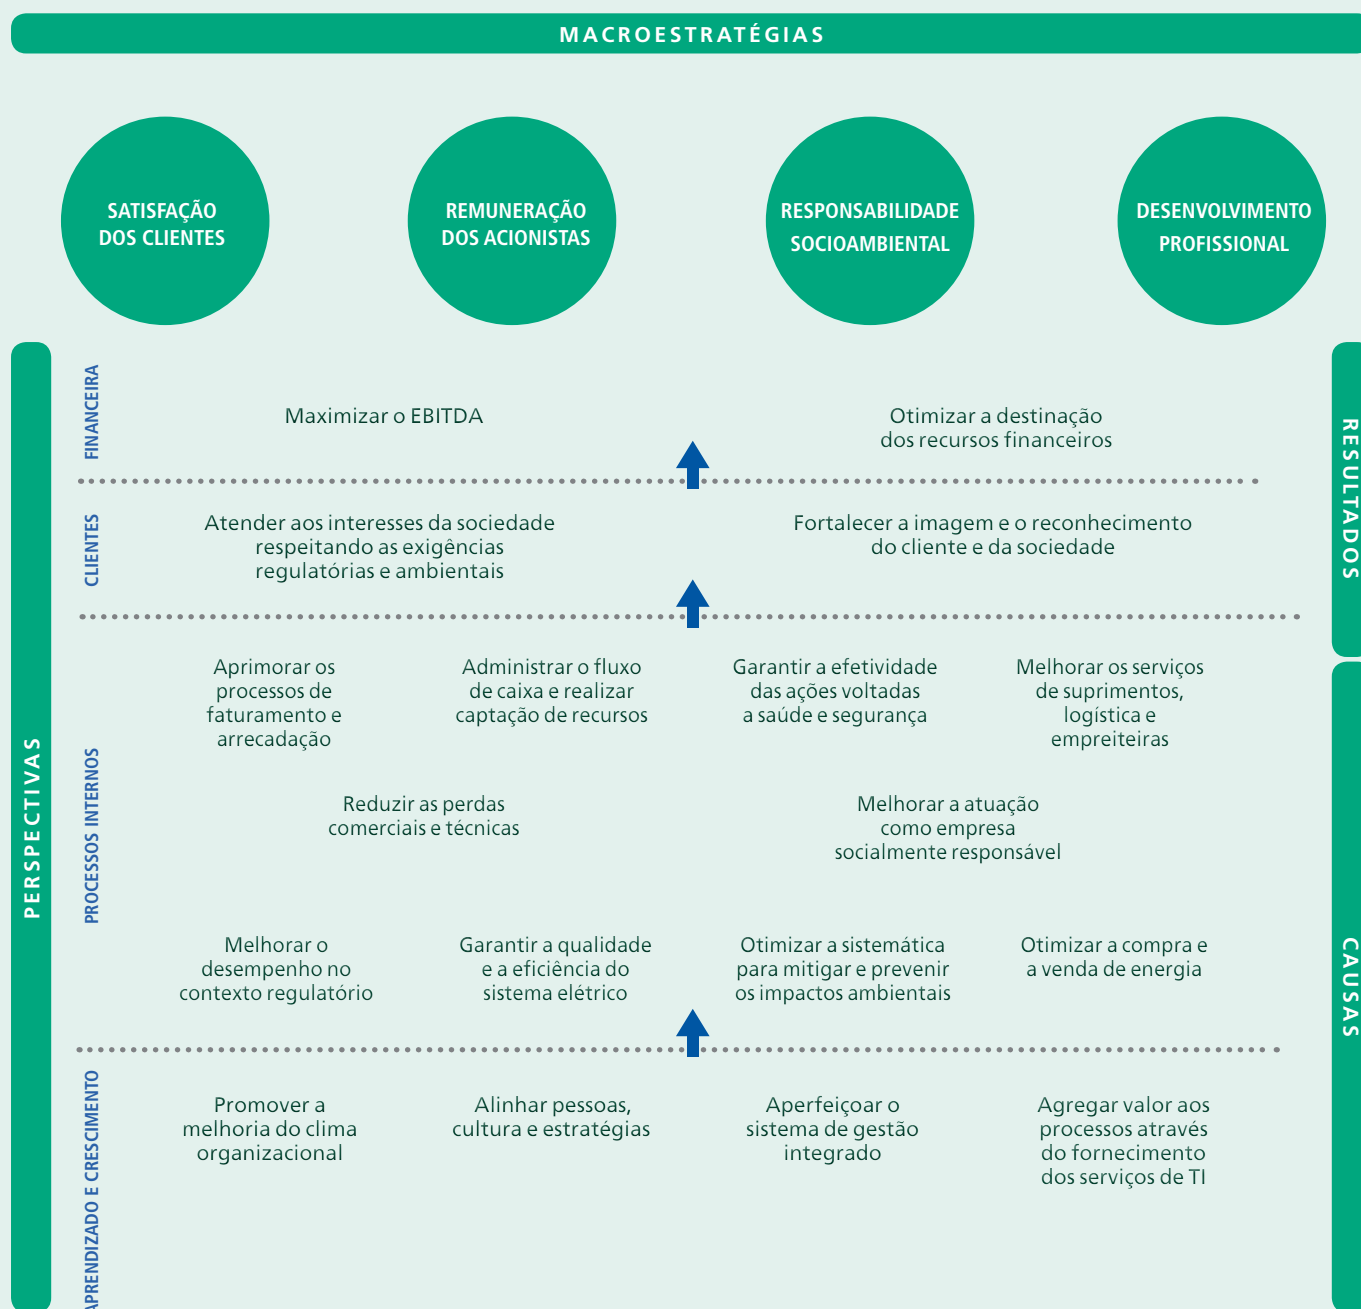 MACROESTRATÉGIAS
SATISFAÇÃO
DOS CLIENTES
REMUNERAÇÃO
DOS ACIONISTAS
RESPONSABILIDADE
SOCIOAMBIENTAL
DESENVOLVIMENTO
PROFISSIONAL
PERSPECTIVAS
FINANCEIRA
Maximizar o EBITDA
Otimizar a destinação
dos recursos financeiros
RESULTADOS
CLIENTES
Atender aos interesses da sociedade
respeitando as exigências
regulatórias e ambientais
Fortalecer a imagem e o reconhecimento
do cliente e da sociedade
PROCESSOS INTERNOS
Aprimorar os
processos de
faturamento e
arrecadação
Administrar o fluxo
de caixa e realizar
captação de recursos
Garantir a efetividade
das ações voltadas
a saúde e segurança
Melhorar os serviços
de suprimentos,
logística e
empreiteiras
Reduzir as perdas
comerciais e técnicas
Melhorar a atuação
como empresa
socialmente responsável
Melhorar o
desempenho no
contexto regulatório
Garantir a qualidade
e a eficiência do
sistema elétrico
Otimizar a sistemática
para mitigar e prevenir
os impactos ambientais
Otimizar a compra e
a venda de energia
CAUSAS
APRENDIZADO E CRESCIMENTO
Promover a
melhoria do clima
organizacional
Alinhar pessoas,
cultura e estratégias
Aperfeiçoar o
sistema de gestão
integrado
Agregar valor aos
processos através
do fornecimento
dos serviços de TI